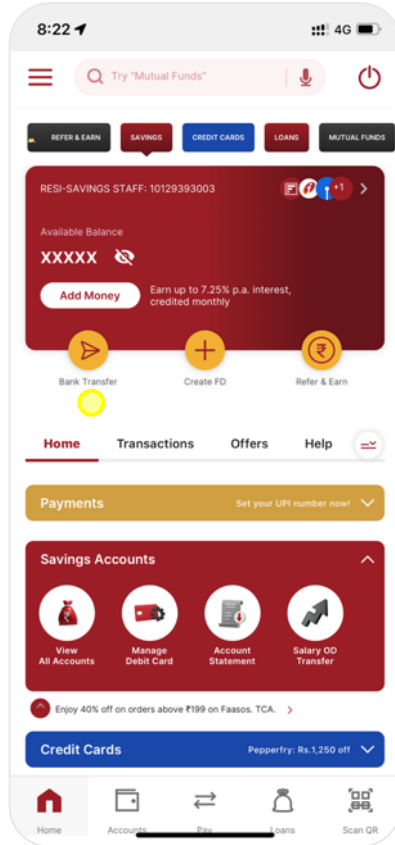 8:22
4G
Try "Mutual Funds"
REFER & EARN
SAVINGS
CREDIT CARDS
LOANS
MUTUAL FUNDS
RESI-SAVINGS STAFF: 10129393003
+1
Available Balance
XXXXX
Add Money
Earn up to 7.25% p.a. interest,
credited monthly
Bank Transfer
Create FD
Refer & Earn
Home
Transactions
Offers
Help
Payments
Set your UPI number now!
Savings Accounts
View
All Accounts
Manage
Debit Card
Account
Statement
Salary OD
Transfer
Enjoy 40% off on orders above ₹199 on Faasos. TCA.
Credit Cards
Pepperfry: Rs.1,250 off
Home
Accounts
Pay
Loans
Scan QR